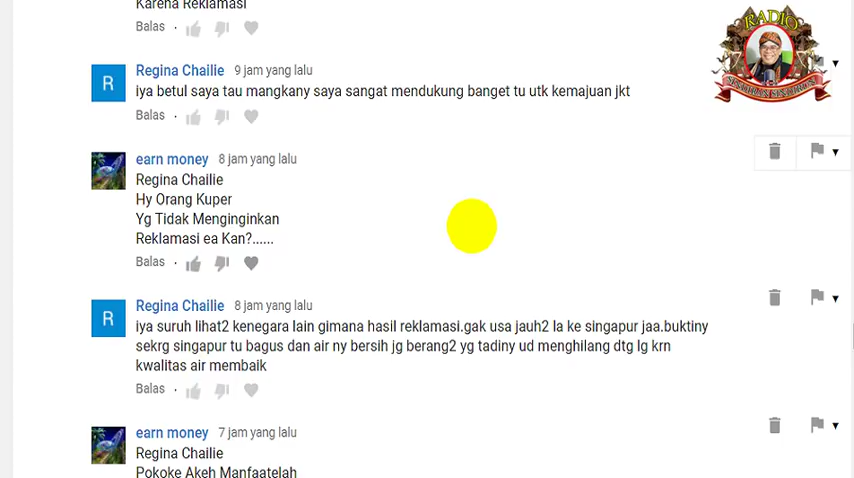 Karena Reklamasi
Balas
RADIO
R
Regina Chailie 9 jam yang lalu
iya betul saya tau mangkany saya sangat mendukung banget tu utk kemajuan jkt
Balas
earn money 8 jam yang lalu
Regina Chailie
Hy Orang Kuper
Yg Tidak Menginginkan
Reklamasi ea Kan?......
Balas
R
Regina Chailie 8 jam yang lalu
iya suruh lihat2 kenegara lain gimana hasil reklamasi.gak usa jauh2 la ke singapur jaa.buktiny
sekrg singapur tu bagus dan air ny bersih jg berang2 yg tadiny ud menghilang dtg lg krn
kwalitas air membaik
Balas
earn money 7 jam yang lalu
Regina Chailie
Pokoke Akeh Manfaatelah